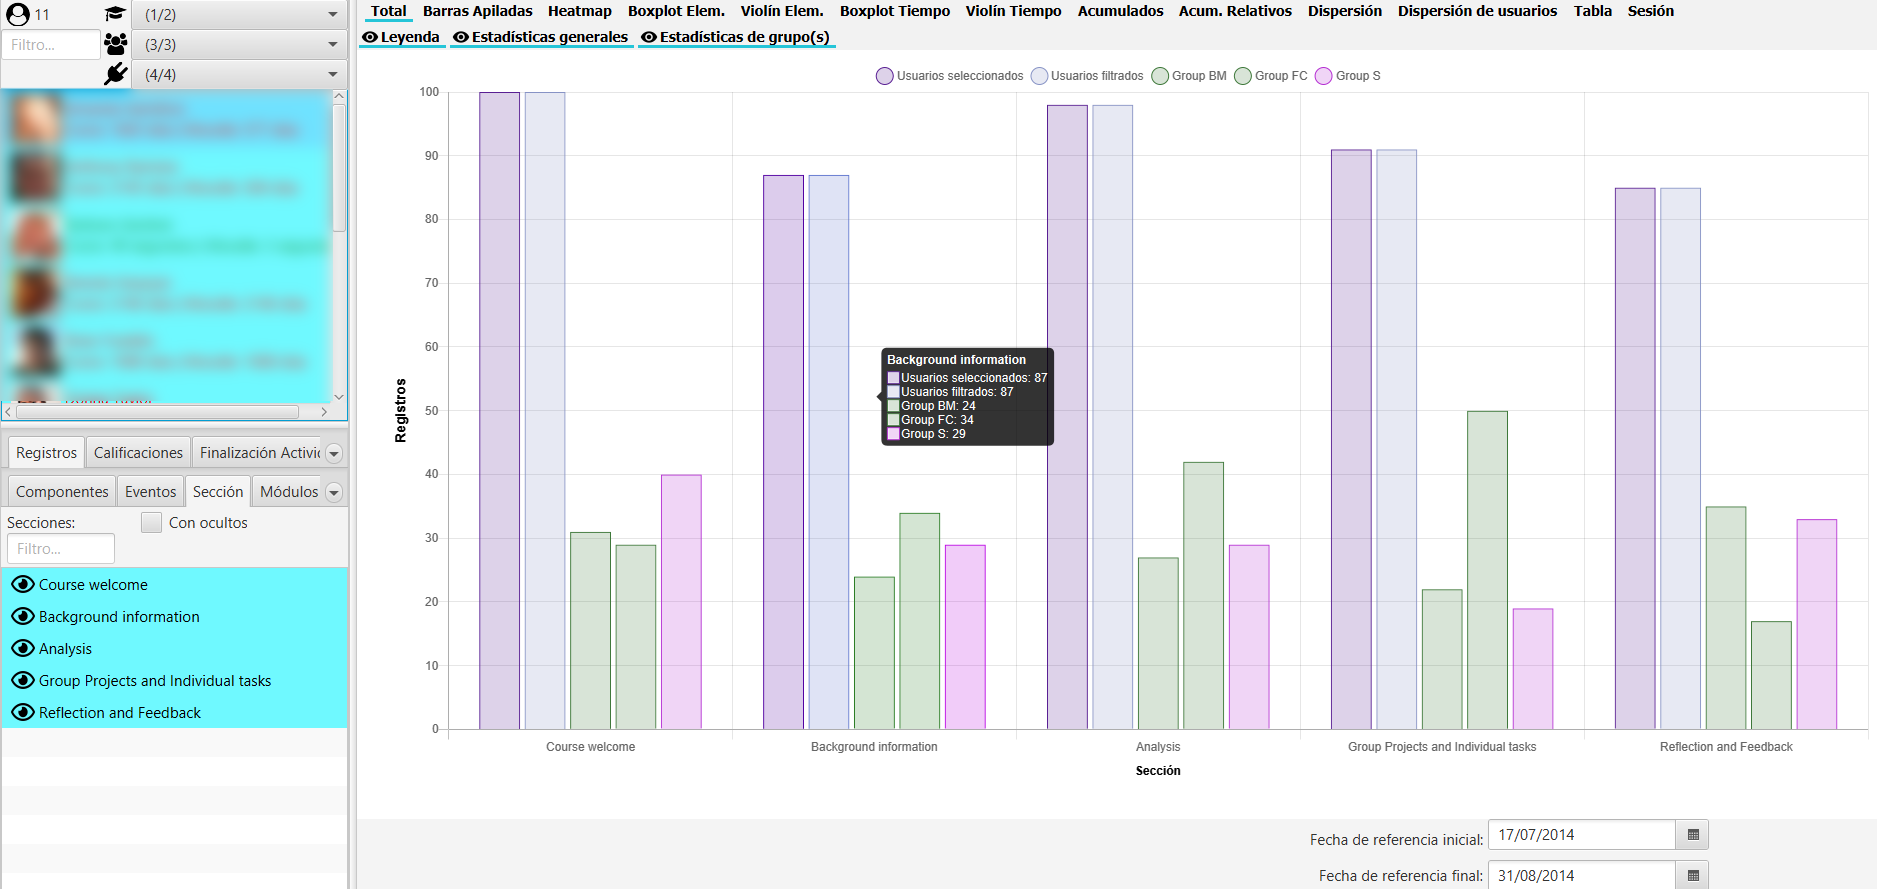 11
(1/2)
Filtro...
(3/3)
(4/4)
Registros
Calificaciones
Finalización Activic
Componentes
Eventos
Sección
Módulos
Secciones:
Con ocultos
Filtro...
Course welcome
Background information
Analysis
Group Projects and Individual tasks
Reflection and Feedback
Total Barras Apiladas Heatmap Boxplot Elem. Violín Elem. Boxplot Tiempo Violín Tiempo Acumulados Acum. Relativos Dispersión Dispersión de usuarios Tabla Sesión
Leyenda Estadísticas generales Estadísticas de grupo(s)
Usuarios seleccionados Usuarios filtrados Group BM Group FC Group S
100
90
80
70
60
50
40
30
20
10
0
Registros
Background information
Usuarios seleccionados: 87
Usuarios filtrados: 87
Group BM: 24
Group FC: 34
Group S: 29
Course welcome
Background information
Analysis
Group Projects and Individual tasks
Reflection and Feedback
Sección
Fecha de referencia inicial: 17/07/2014
Fecha de referencia final: 31/08/2014